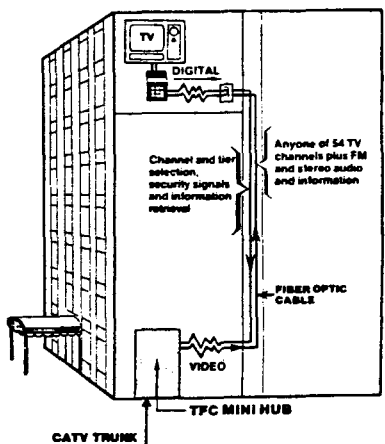 TV
DIGITAL
Channel and tier
selection,
security signals
and information
retrieval
Anyone of 54 TV
channels plus FM
and stereo audio
and information
FIBER OPTIC
CABLE
VIDEO
TFC MINI HUB
CATV TRUNK